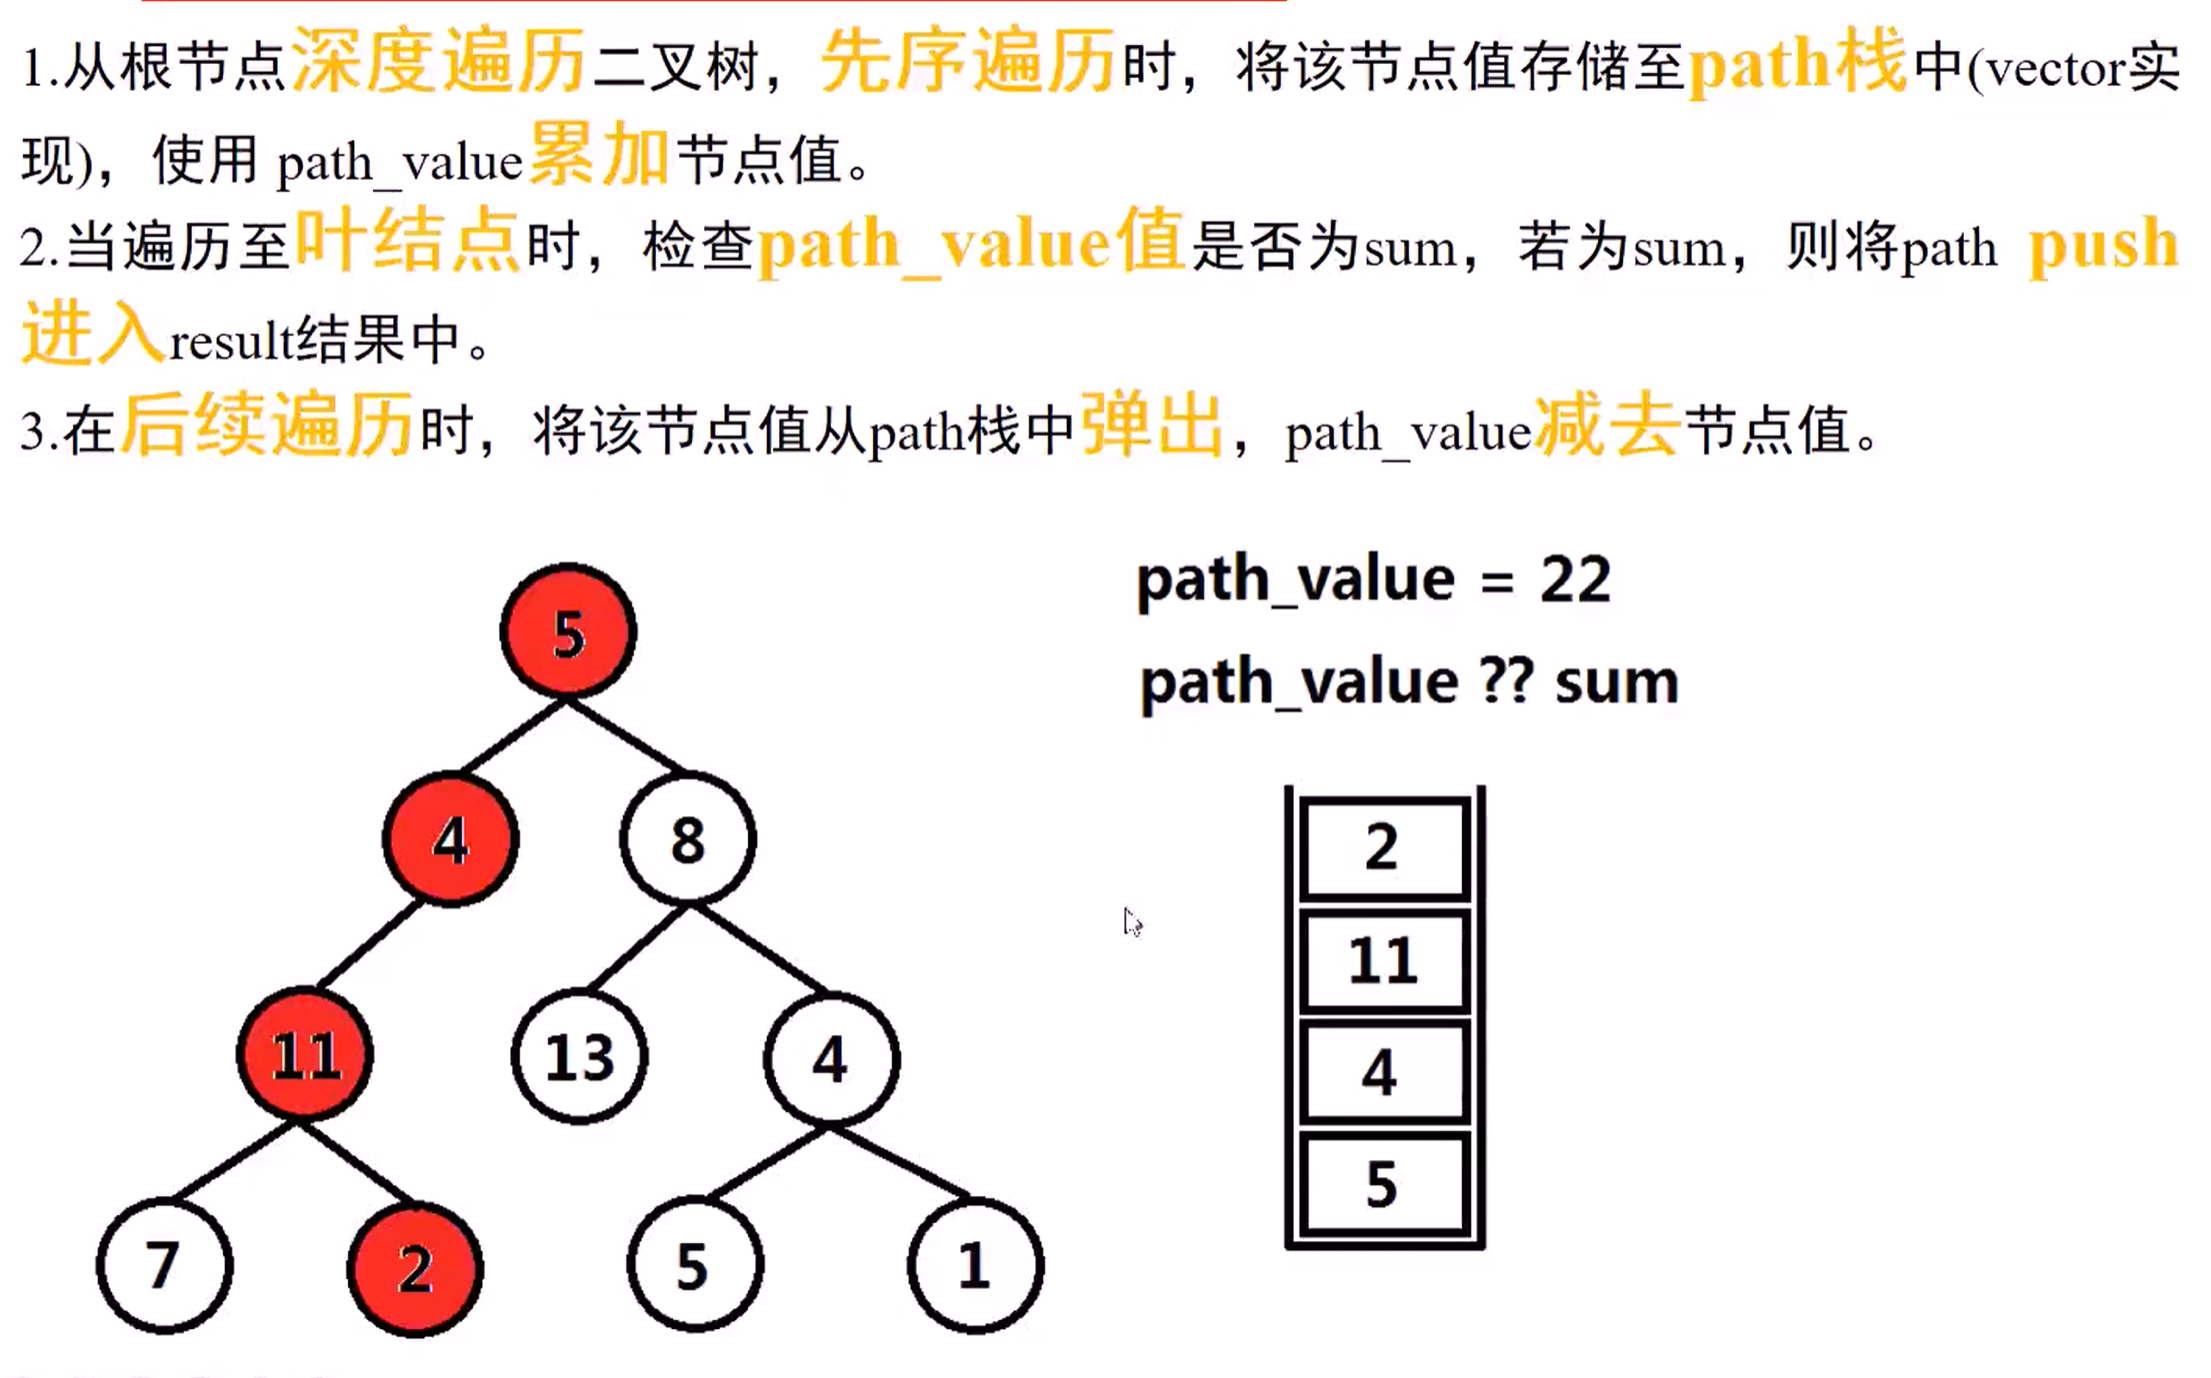 1.从根节点深度遍历二叉树，先序遍历时，将该节点值存储至path栈中(vector实
现)，使用 path_value累加节点值。
2.当遍历至叶结点时，检查path_value值是否为sum，若为sum，则将path push
进入result结果中。
3.在后续遍历时，将该节点值从path栈中弹出，path_value减去节点值。
path_value = 22
path_value ?? sum
5
4 8
11 13 4
7 2 5 1
2
11
4
5